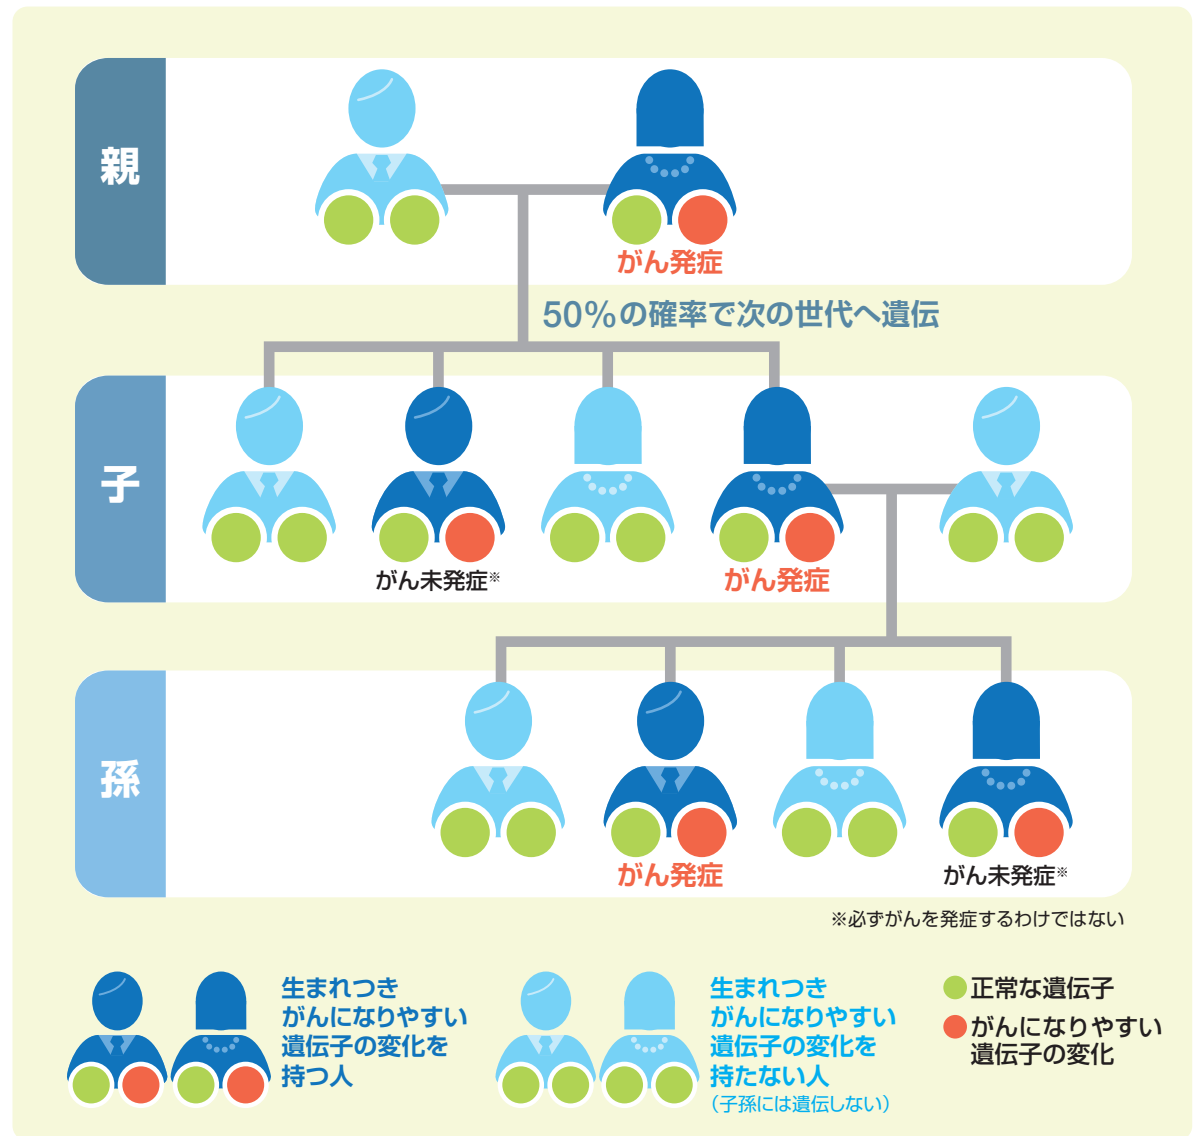 親
がん発症
50%の確率で次の世代へ遺伝
子
がん未発症※
がん発症
孫
がん発症
がん未発症※
※必ずがんを発症するわけではない
生まれつき
がんになりやすい
遺伝子の変化を
持つ人
生まれつき
がんになりやすい
遺伝子の変化を
持たない人
（子孫には遺伝しない）
正常な遺伝子
がんになりやすい
遺伝子の変化